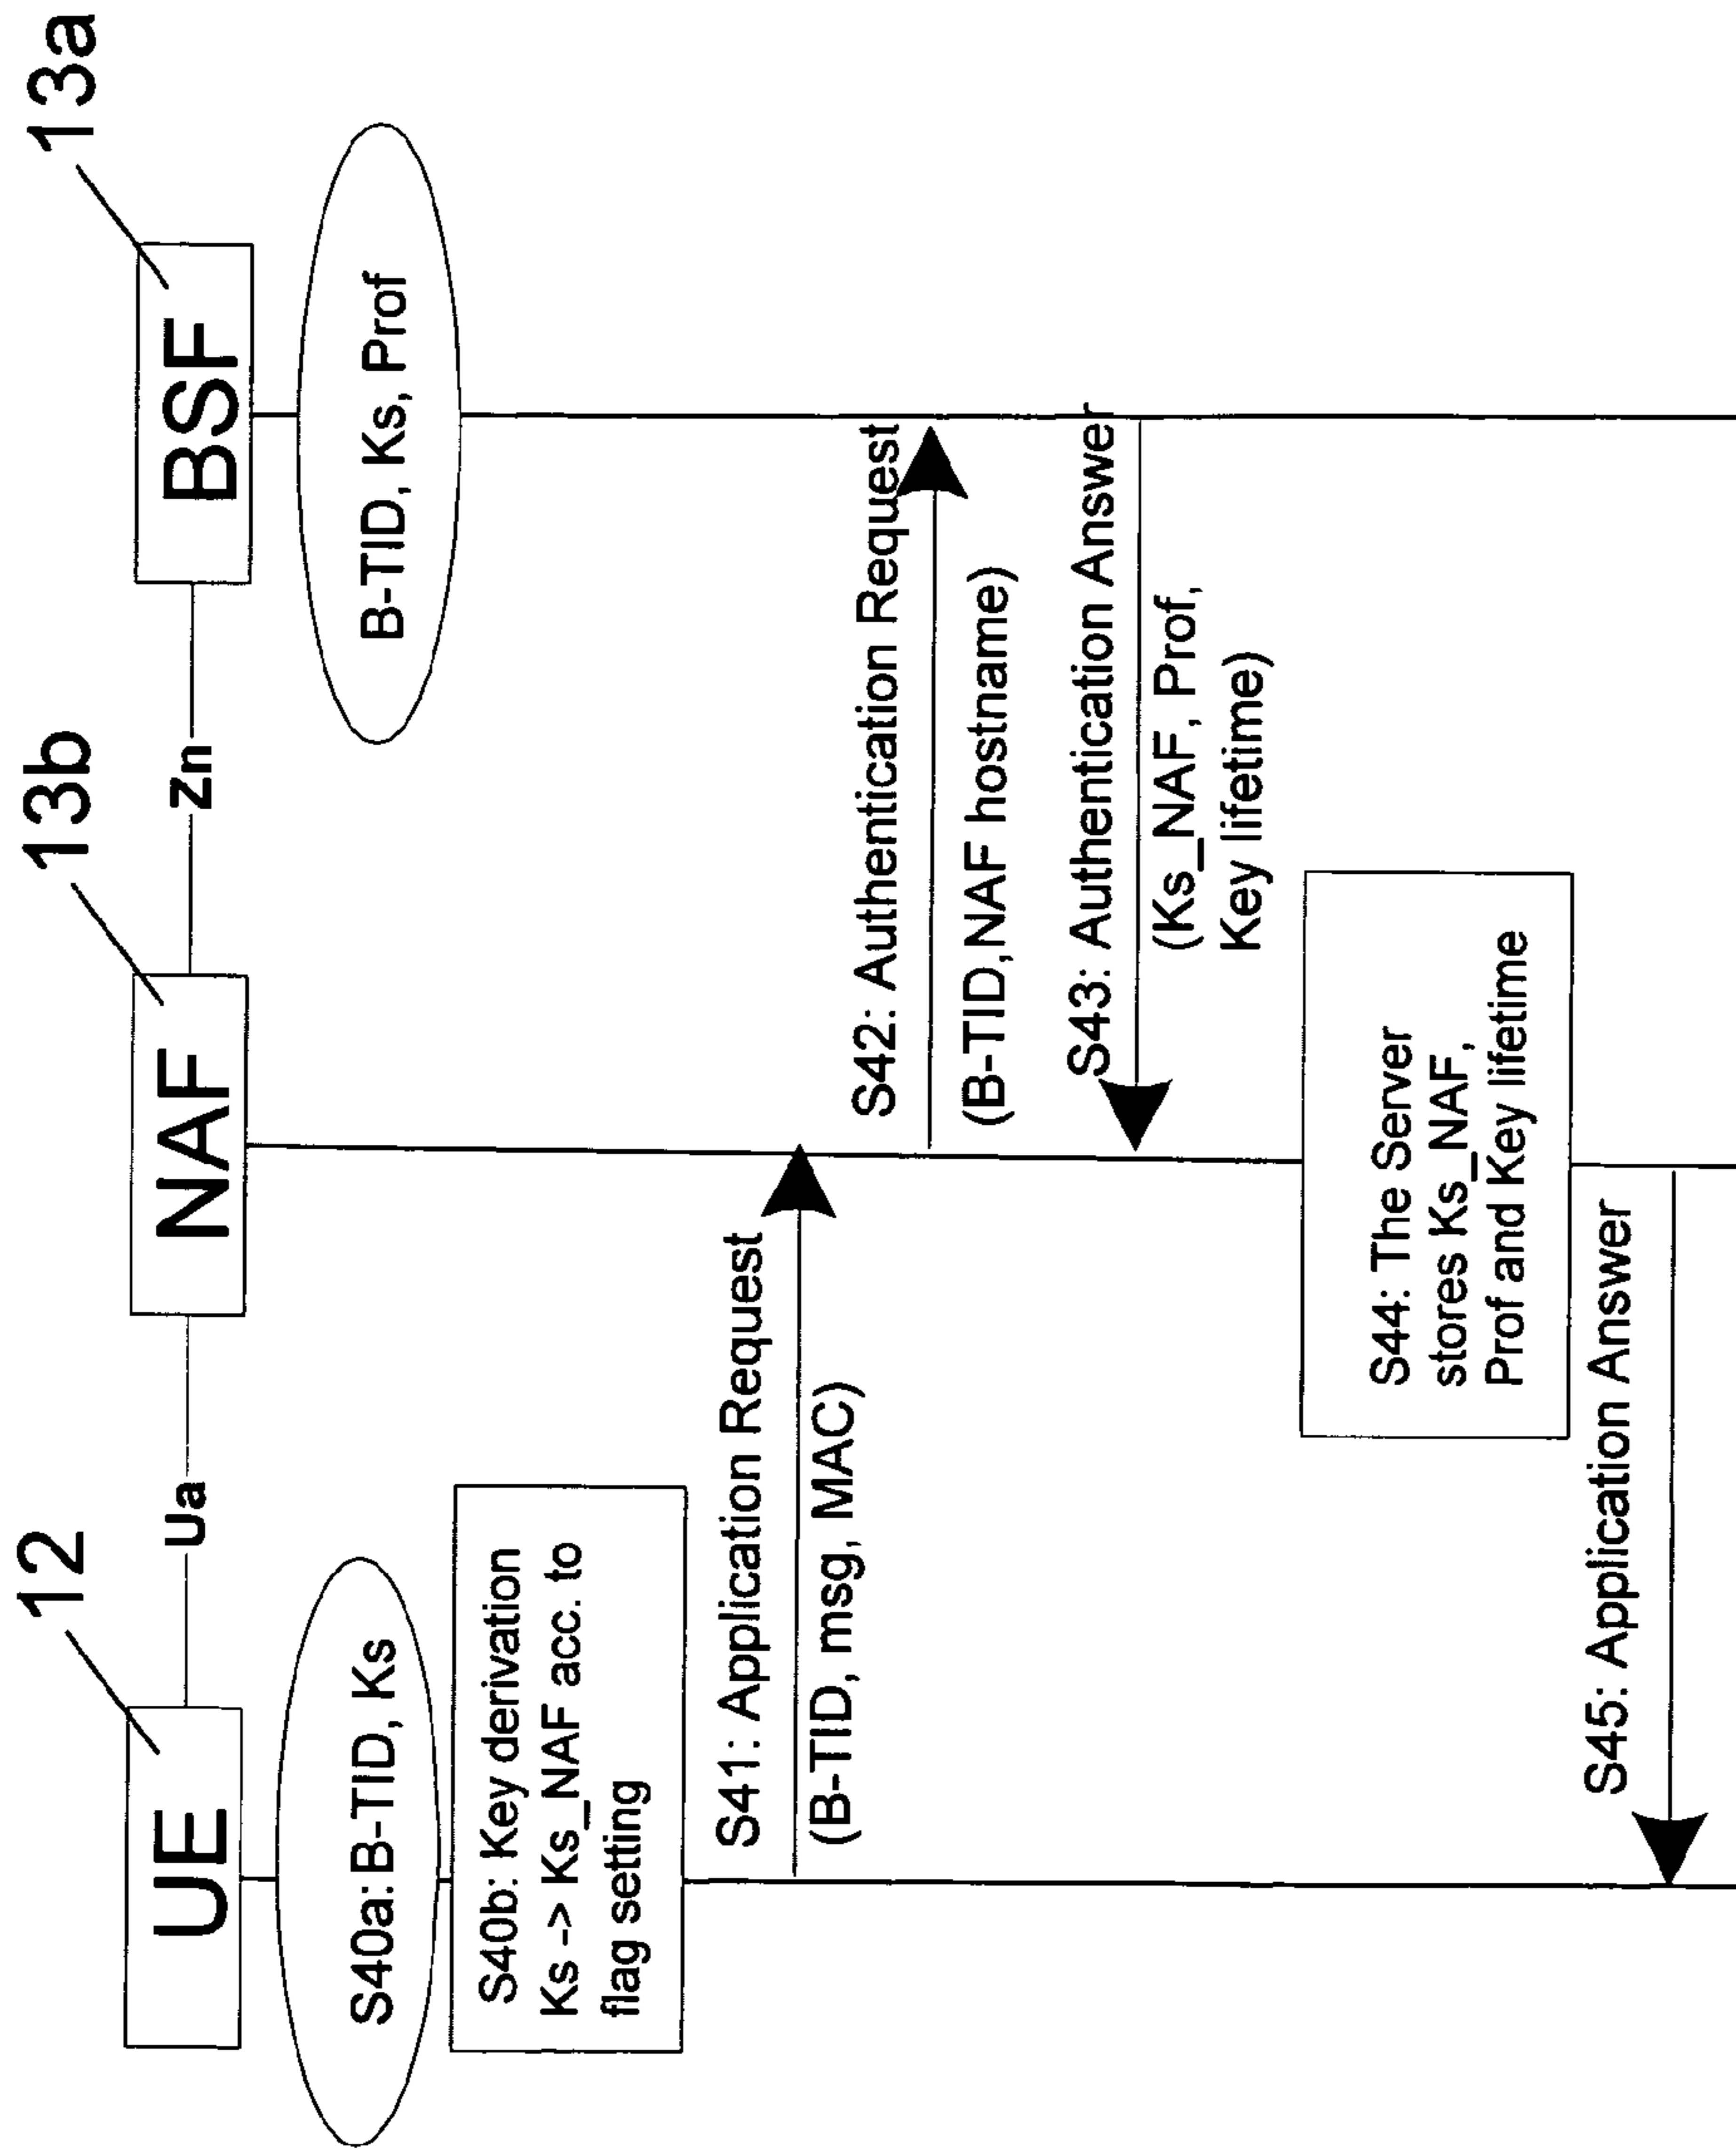 12
13b
13a
UE
Ua
NAF
Zn
BSF
S40a: B-TID, Ks
B-TID, Ks, Prof
S40b: Key derivation
Ks -> Ks_NAF acc. to
flag setting
S41: Application Request
(B-TID, msg, MAC)
S42: Authentication Request
(B-TID,NAF hostname)
S43: Authentication Answer
(Ks_NAF, Prof,
Key lifetime)
S44: The Server
stores Ks_NAF,
Prof and Key lifetime
S45: Application Answer